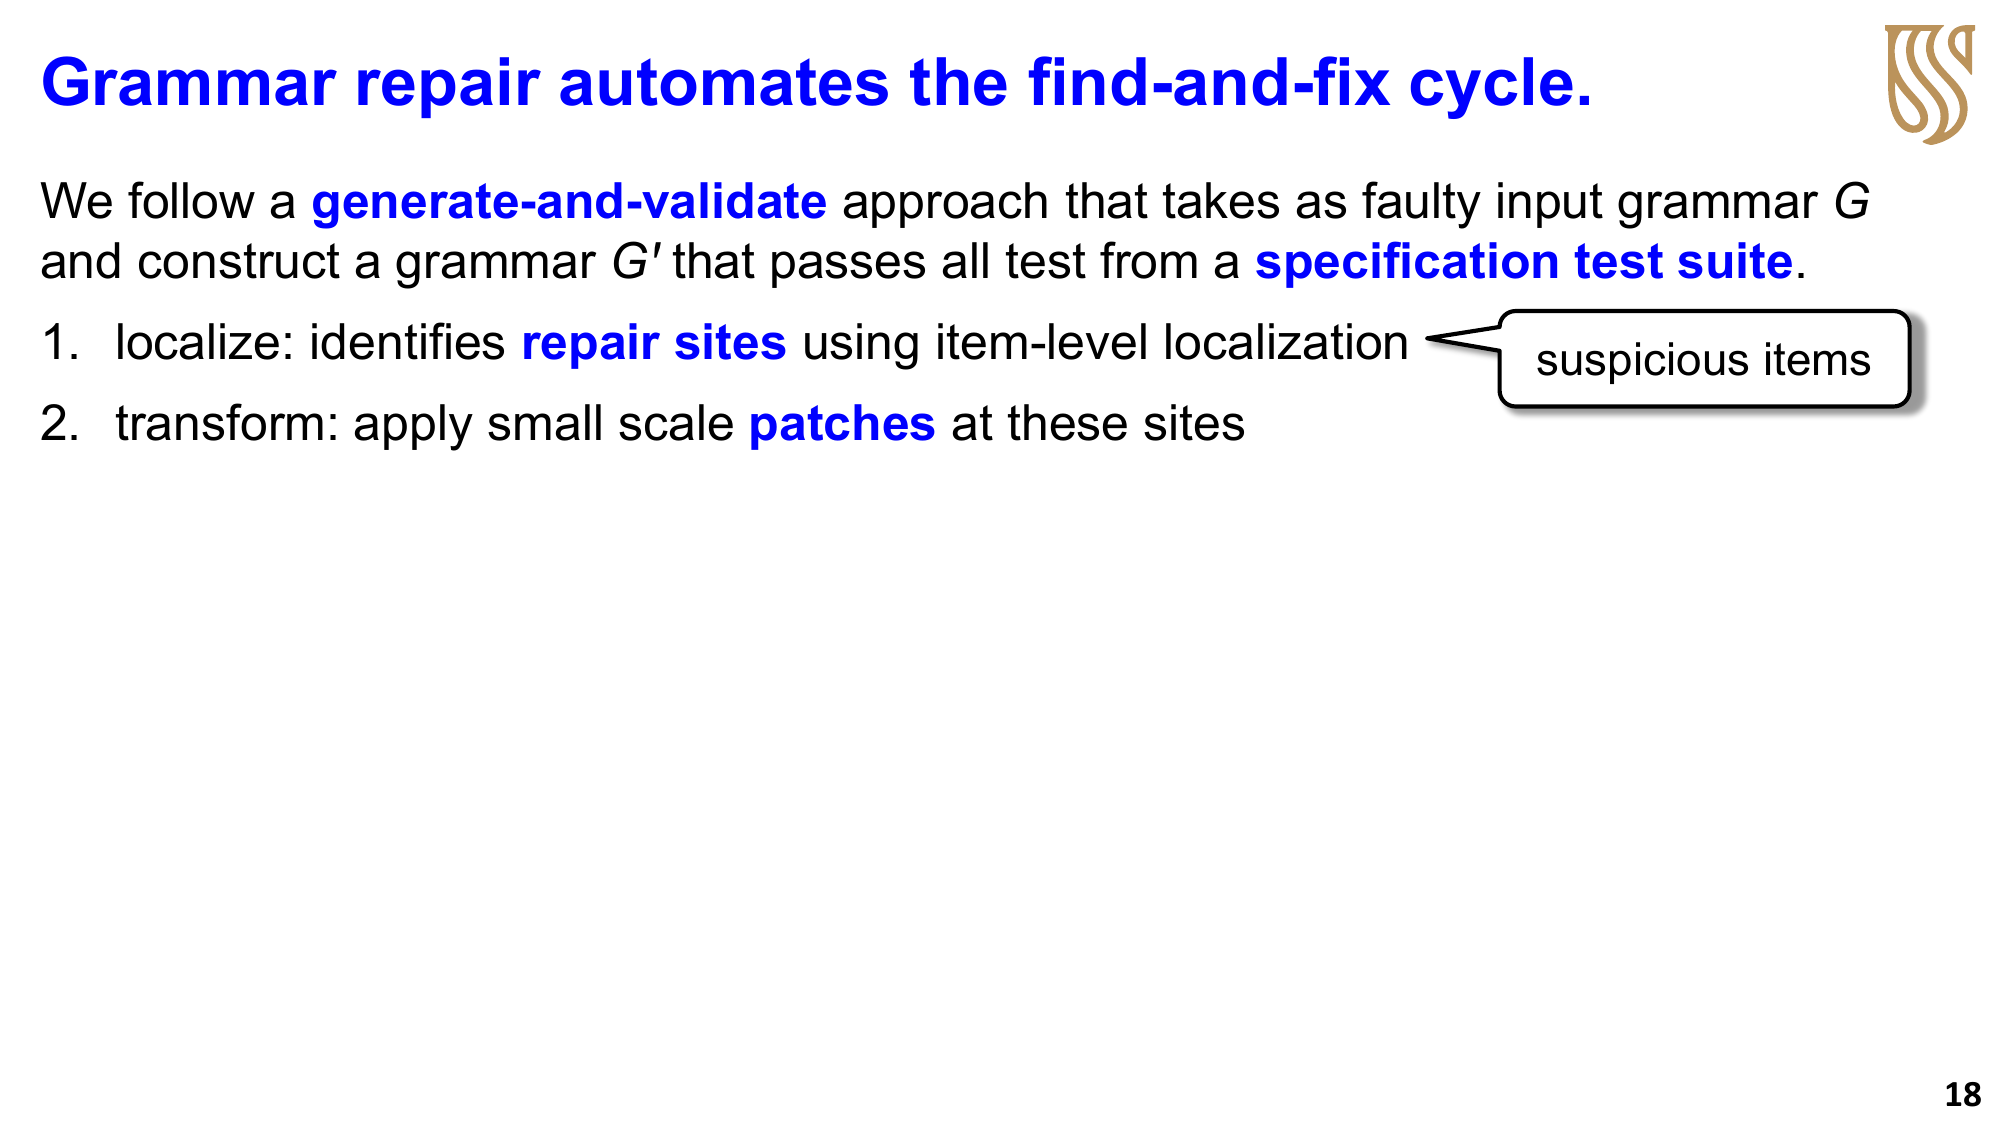 Grammar repair automates the find-and-fix cycle.
We follow a generate-and-validate approach that takes as faulty input grammar G
and construct a grammar G' that passes all test from a specification test suite.
1. localize: identifies repair sites using item-level localization
suspicious items
2. transform: apply small scale patches at these sites
18